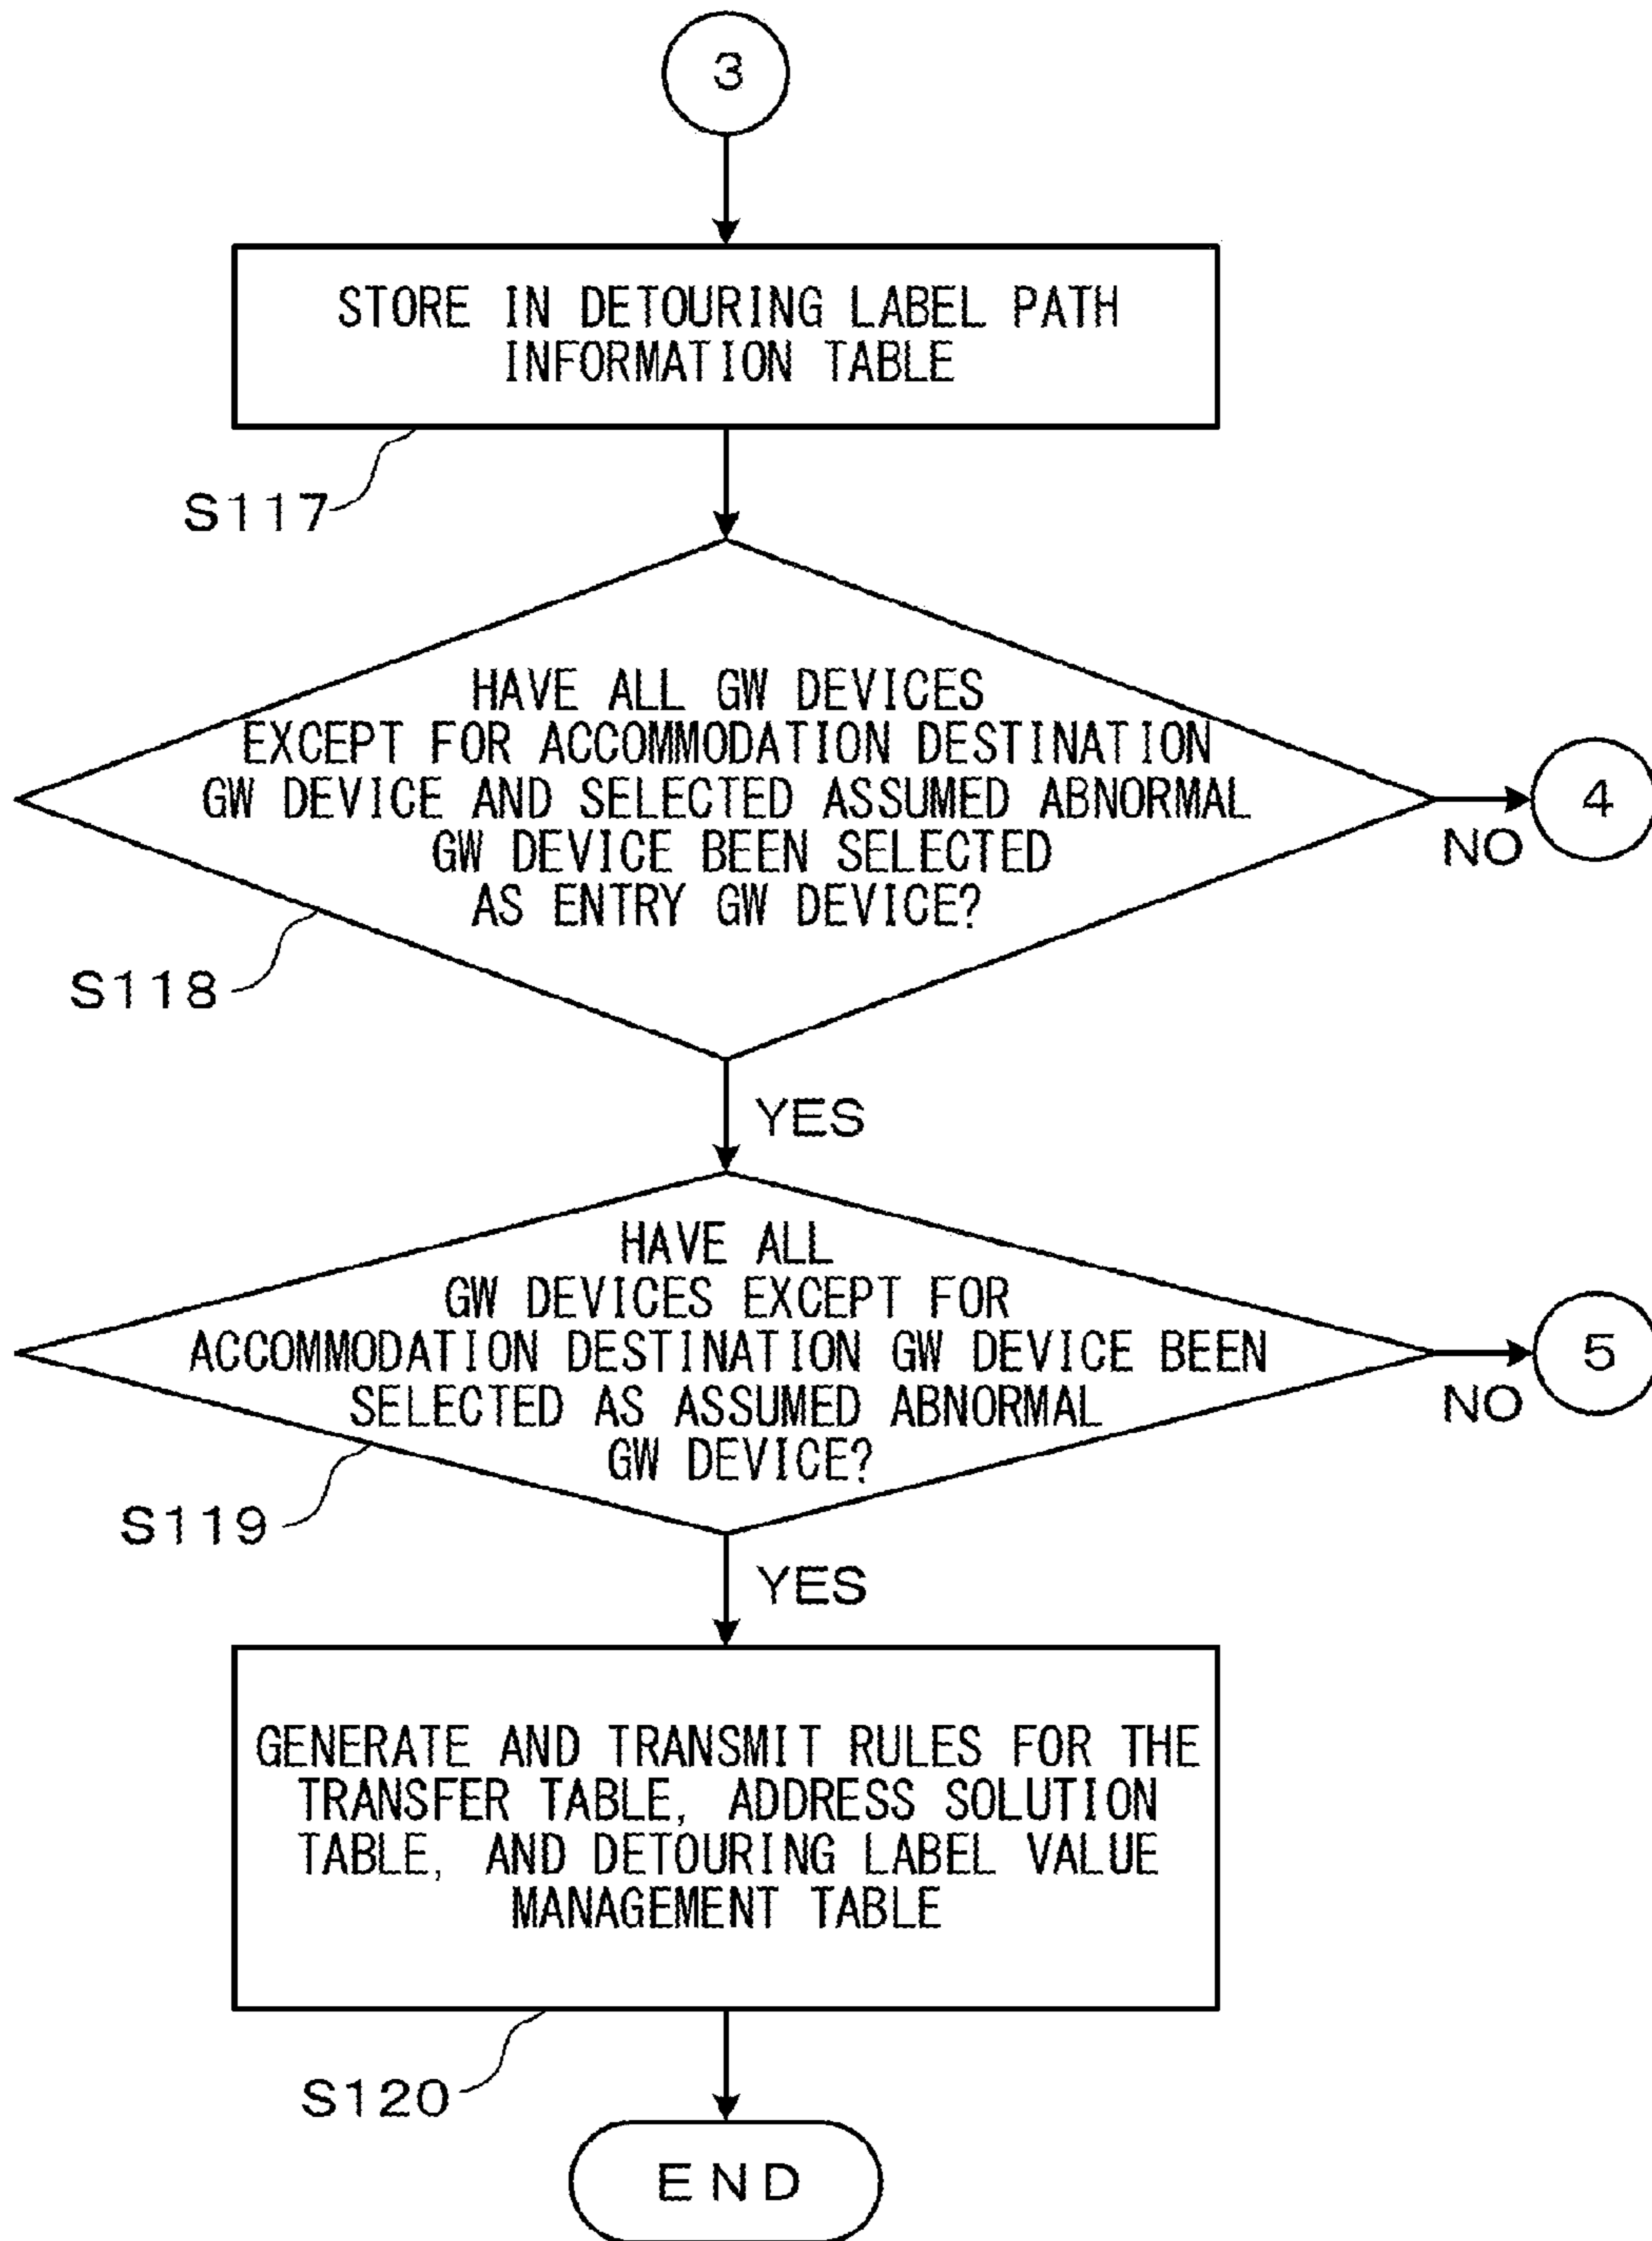 3
STORE IN DETOURING LABEL PATH
INFORMATION TABLE
S117
HAVE ALL GW DEVICES
EXCEPT FOR ACCOMMODATION DESTINATION
GW DEVICE AND SELECTED ASSUMED ABNORMAL
GW DEVICE BEEN SELECTED
AS ENTRY GW DEVICE?
NO
4
S118
YES
HAVE ALL
GW DEVICES EXCEPT FOR
ACCOMMODATION DESTINATION GW DEVICE BEEN
SELECTED AS ASSUMED ABNORMAL
GW DEVICE?
NO
5
S119
YES
GENERATE AND TRANSMIT RULES FOR THE
TRANSFER TABLE, ADDRESS SOLUTION
TABLE, AND DETOURING LABEL VALUE
MANAGEMENT TABLE
S120
END